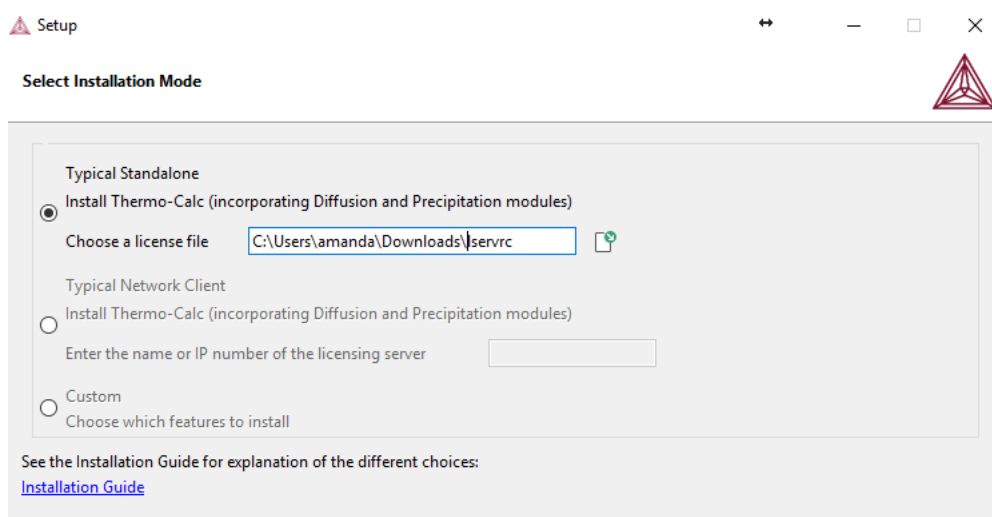 Setup
Select Installation Mode
Typical Standalone
Install Thermo-Calc (incorporating Diffusion and Precipitation modules)
Choose a license file C:\Users\amanda\Downloads\lservrc
Typical Network Client
Install Thermo-Calc (incorporating Diffusion and Precipitation modules)
Enter the name or IP number of the licensing server
Custom
Choose which features to install
See the Installation Guide for explanation of the different choices:
Installation Guide